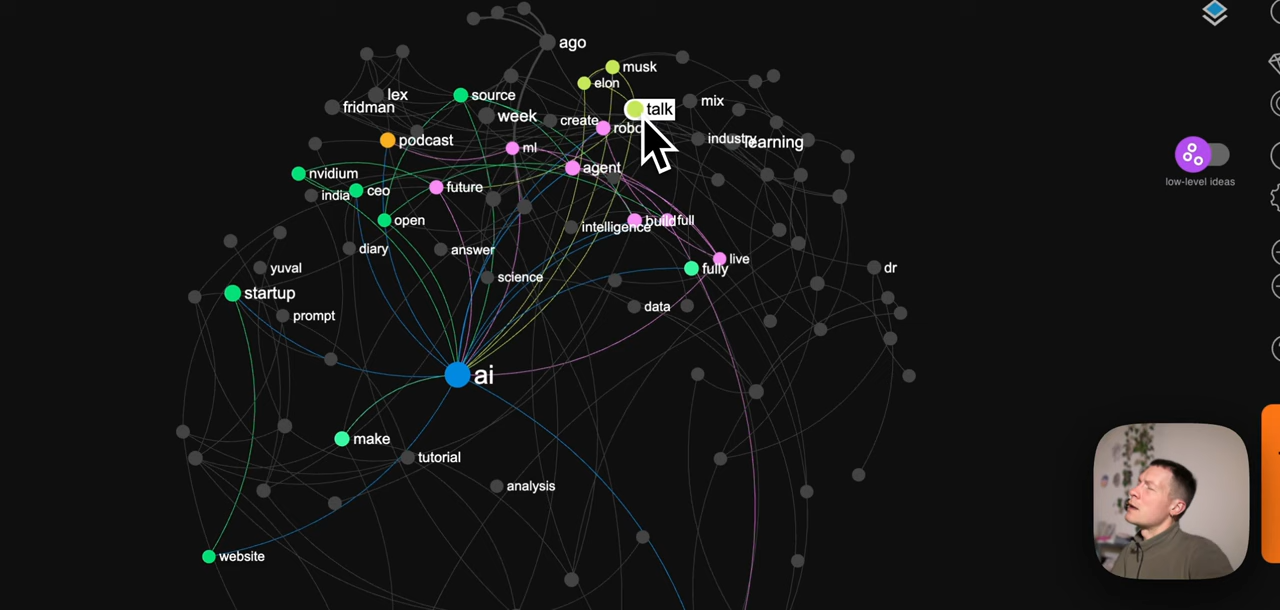 ago
musk
elon
lex
source
talk
mix
fridman
week
create
robo
podcast
industry
learning
ml
agent
nvidium
ceo
future
india
open
build
full
intelligence
diary
answer
live
yuval
science
fully
dr
startup
data
prompt
ai
make
tutorial
analysis
website
low-level ideas